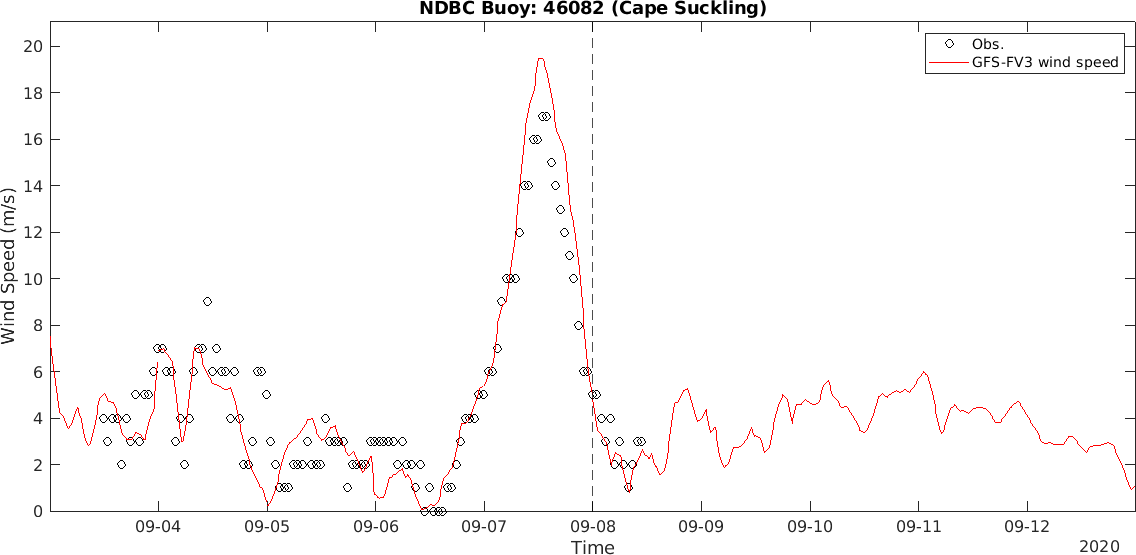 NDBC Buoy: 46082 (Cape Suckling)
Obs.
GFS-FV3 wind speed
Wind Speed (m/s)
20
18
16
14
12
10
8
6
4
2
0
09-04 09-05 09-06 09-07 09-08 09-09 09-10 09-11 09-12
Time
2020